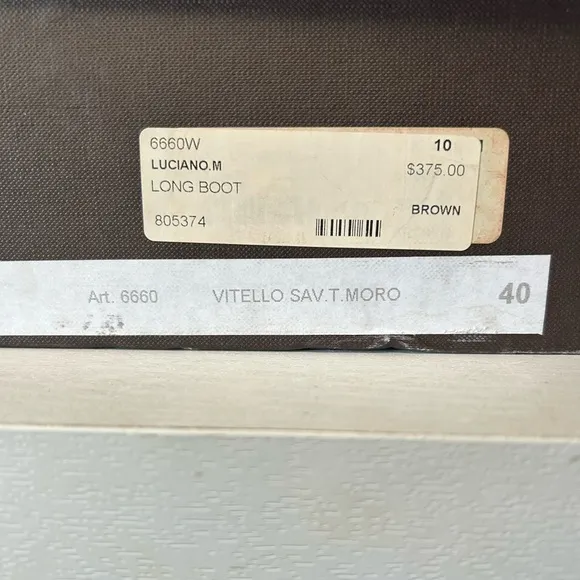 6660W 10
LUCIANO.M $375.00
LONG BOOT
805374 BROWN
Art. 6660 VITELLO SAV.T.MORO 40